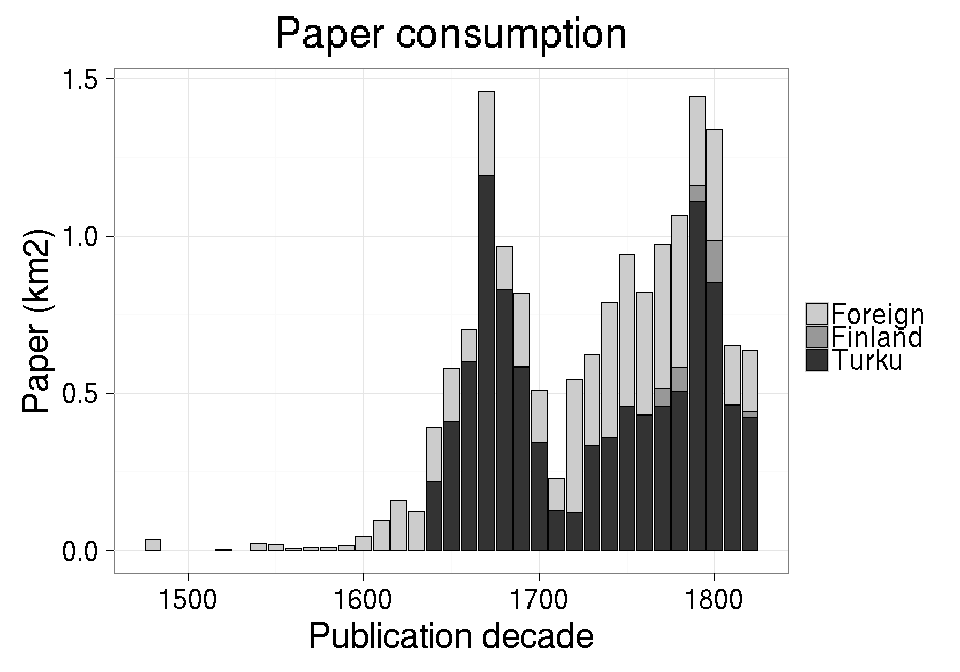 Paper consumption
1.5
1.0
0.5
0.0
Paper (km2)
1500 1600 1700 1800
Publication decade
Foreign
Finland
Turku